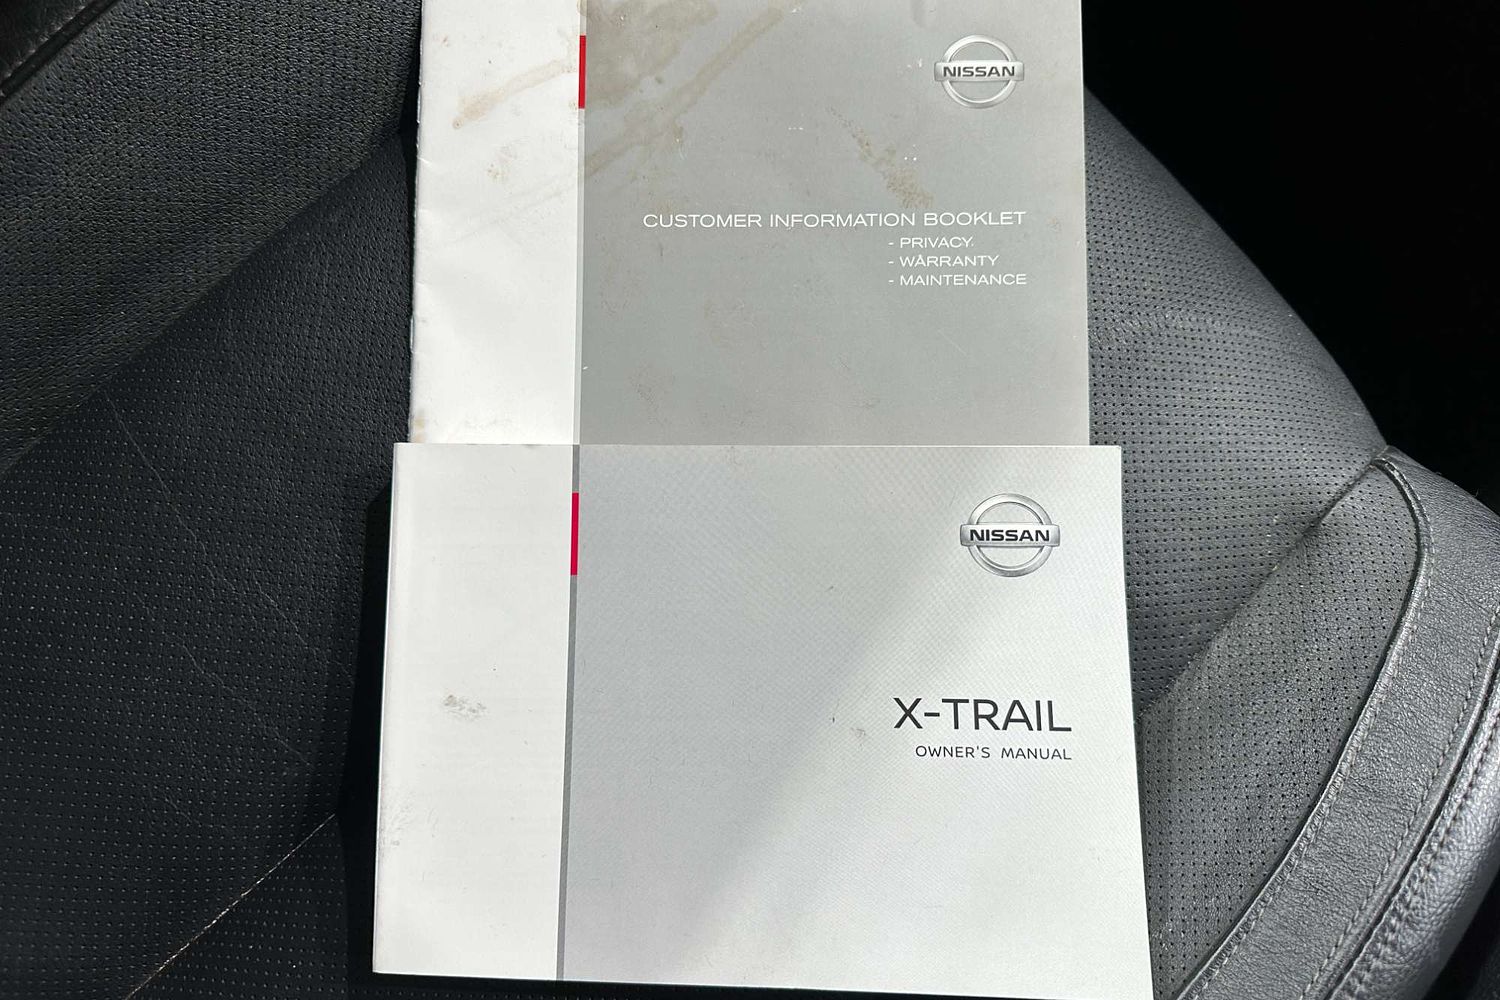 NISSAN
CUSTOMER INFORMATION BOOKLET
- PRIVACY
- WARRANTY
- MAINTENANCE
NISSAN
X-TRAIL
OWNER'S MANUAL